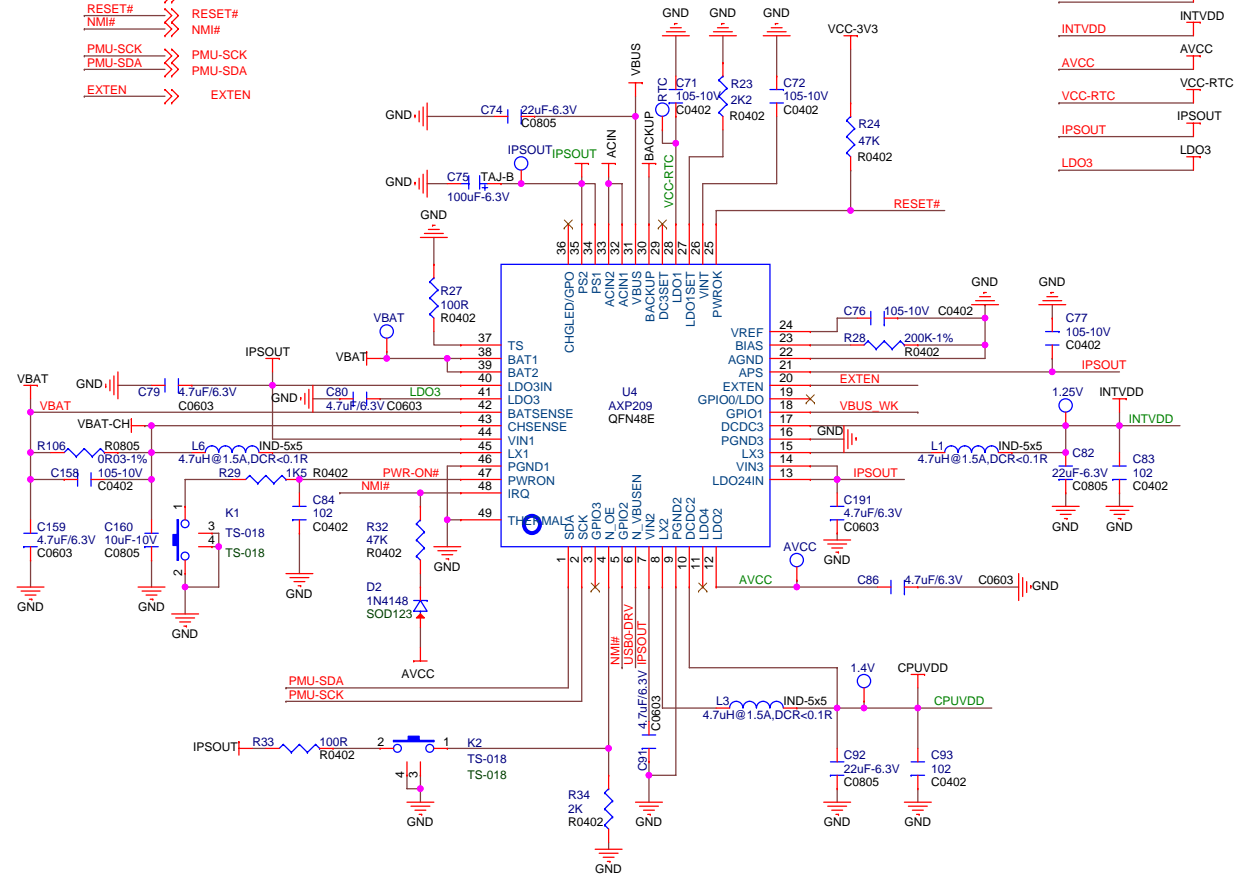 RESET# RESET#
NMI# NMI#
PMU-SCK PMU-SCK
PMU-SDA PMU-SDA
EXTEN EXTEN
INTVDD INTVDD
AVCC AVCC
VCC-RTC VCC-RTC
IPSOUT IPSOUT
LDO3 LDO3
GND GND GND
VCC-3V3
VBUS
RTC
C71
105-10V
C0402
R23
2K2
R0402
C72
105-10V
C0402
GND
C74 22uF-6.3V
C0805
R24
47K
R0402
IPSOUT IPSOUT
ACIN
BACKUP
VCC-RTC
GND
C75 TAJ-B
+
100uF-6.3V
RESET#
GND
R27
100R
R0402
36 35 34 33 32 31 30 29 28 27 26 25
CHGLED/GPO
PS2
PS1
ACIN2
ACIN1
VBUS
BACKUP
DC3SET
LDO1
LDO1SET
VINT
PWROK
VBAT
IPSOUT
VBAT
VBAT
GND
C79 4.7uF/6.3V
C0603
GND
C80
4.7uF/6.3V C0603
LDO3
VBAT
VBAT-CH
R106 R0805
0R03-1%
C158 105-10V
C0402
L6 IND-5x5
4.7uH@1.5A,DCR<0.1R
R29 1K5 R0402
PWR-ON#
NMI#
37 TS
38 BAT1
39 BAT2
40 LDO3IN
41 LDO3
42 BATSENSE
43 CHSENSE
44 VIN1
45 LX1
46 PGND1
47 PWRON
48 IRQ
49 THERMALA
U4
AXP209
QFN48E
VREF 24
BIAS 23
AGND 22
APS 21
EXTEN 20
GPIO0/LDO 19
GPIO1 18
DCDC3 17
PGND3 16
LX3 15
VIN3 14
LDO24IN 13
C76 105-10V C0402
R28 200K-1%
R0402
GND GND
C77
105-10V
C0402
IPSOUT
EXTEN
VBUS_WK
1.25V
INTVDD
INTVDD
GND
L1 IND-5x5
4.7uH@1.5A,DCR<0.1R
C82
22uF-6.3V
C0805
C83
102
C0402
GND GND
IPSOUT
C191
4.7uF/6.3V
C0603
GND
C159
4.7uF/6.3V
C0603
GND
C160
10uF-10V
C0805
GND
K1
TS-018
TS-018
1
3
4
2
GND
C84
102
C0402
GND
R32
47K
R0402
D2
1N4148
SOD123
AVCC
GND
SDA
SCK
GPIO3
N_OE
GPIO2
N_VBUSEN
VIN2
LX2
PGND2
DCDC2
LDO4
LDO2
1 2 3 4 5 6 7 8 9 10 11 12
AVCC
AVCC
C86 4.7uF/6.3V C0603
GND
NMI#
USB0-DRV
IPSOUT
PMU-SDA
PMU-SCK
4.7uF/6.3V
C0603
C91
GND
L3 IND-5x5
4.7uH@1.5A,DCR<0.1R
1.4V
CPUVDD
CPUVDD
C92
22uF-6.3V
C0805
C93
102
C0402
GND GND
IPSOUT R33 100R
R0402
2 1
4 3
K2
TS-018
TS-018
GND
R34
2K
R0402
GND